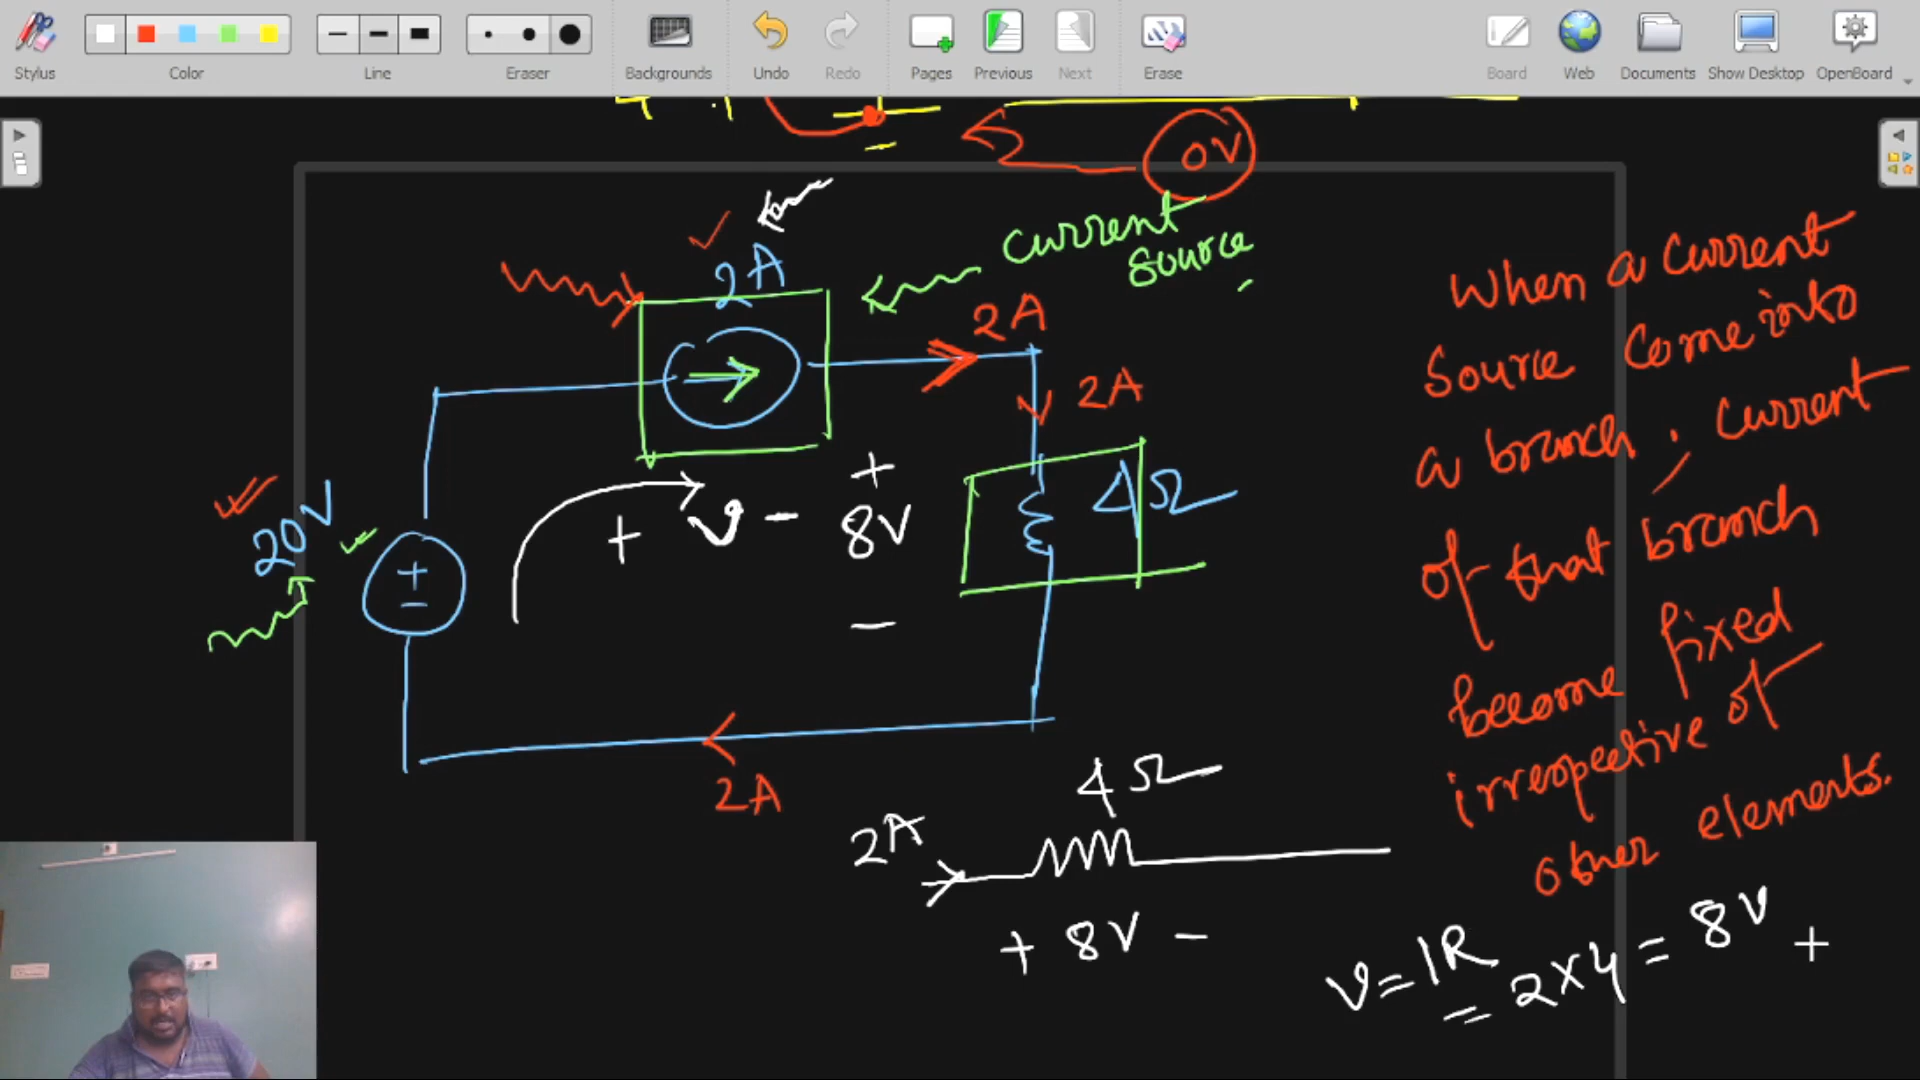 Stylus
Color
Line
Eraser
Backgrounds
Undo
Redo
Pages
Previous
Next
Erase
Board
Web
Documents
Show Desktop
OpenBoard
0V
2A
current
source
2A
2A
20V
+
-
+ v -
+
8V
-
4Ω
2A
When a current
source come into
a branch, current
of that branch
become fixed
irrespective of
other elements.
4Ω
2A
+ 8V -
V=IR
= 2x4 = 8V
+